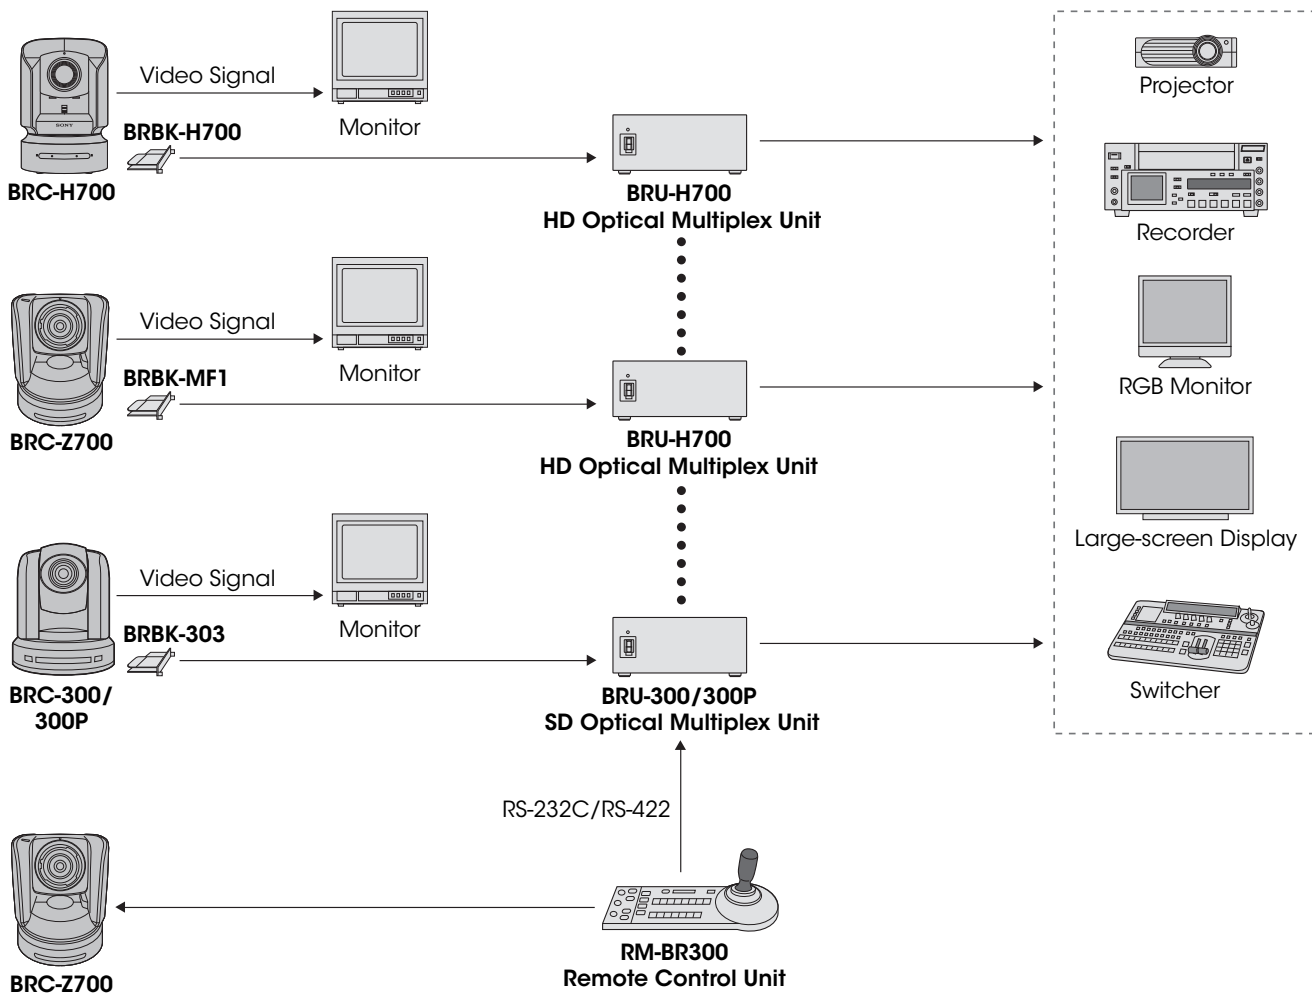 Video Signal
SONY
BRBK-H700
Monitor
BRC-H700
BRU-H700
HD Optical Multiplex Unit
Projector
Recorder
Video Signal
BRBK-MF1
Monitor
BRC-Z700
BRU-H700
HD Optical Multiplex Unit
RGB Monitor
Large-screen Display
Video Signal
BRBK-303
Monitor
BRC-300/
300P
BRU-300/300P
SD Optical Multiplex Unit
Switcher
RS-232C/RS-422
BRC-Z700
RM-BR300
Remote Control Unit